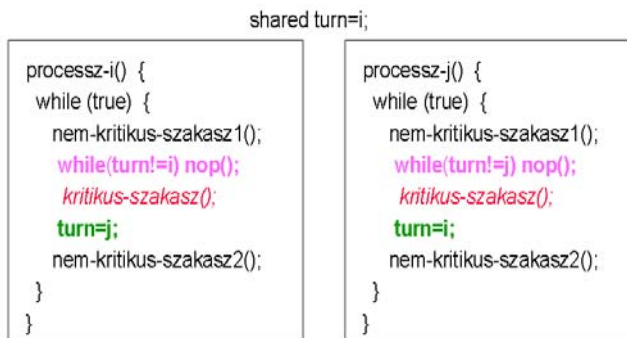 shared turn=i;
processz-i() {
while (true) {
nem-kritikus-szakasz1();
while(turn!=i) nop();
kritikus-szakasz();
turn=j;
nem-kritikus-szakasz2();
}
}
processz-j() {
while (true) {
nem-kritikus-szakasz1();
while(turn!=j) nop();
kritikus-szakasz();
turn=i;
nem-kritikus-szakasz2();
}
}